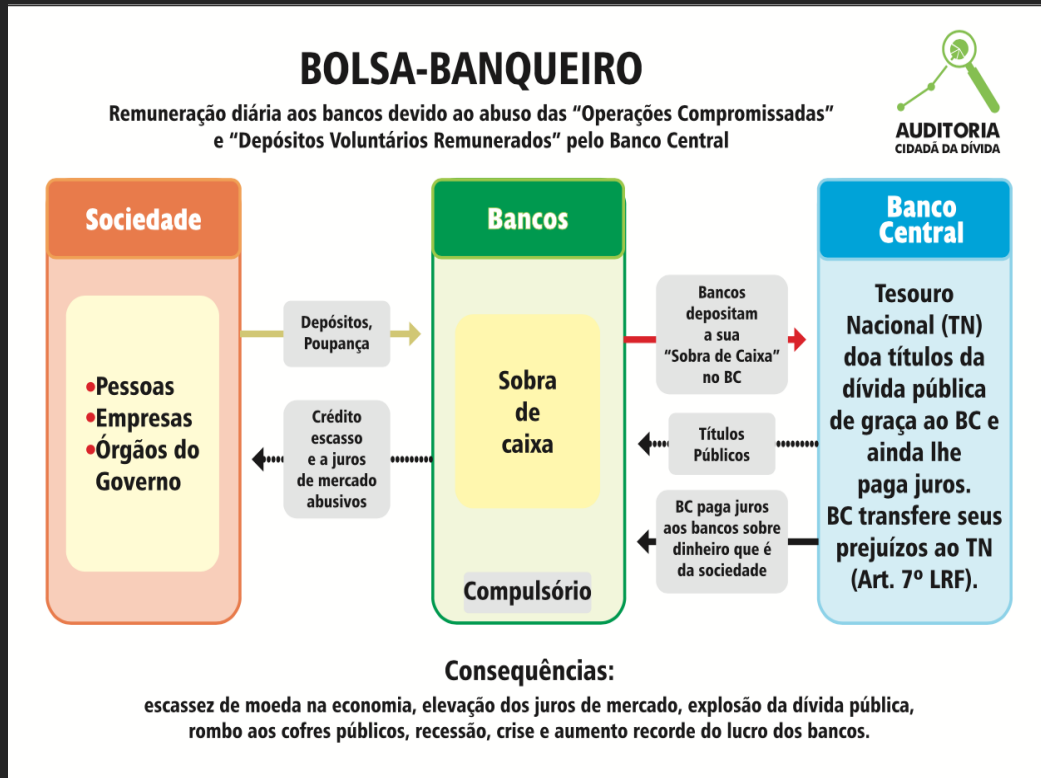 BOLSA-BANQUEIRO
Remuneração diária aos bancos devido ao abuso das “Operações Compromissadas”
e “Depósitos Voluntários Remunerados” pelo Banco Central
AUDITORIA
CIDADÃ DA DÍVIDA
Sociedade
•Pessoas
•Empresas
•Órgãos do
Governo
Depósitos,
Poupança
Crédito
escasso
e a juros
de mercado
abusivos
Bancos
Sobra
de
caixa
Compulsório
Bancos
depositam
a sua
“Sobra de Caixa”
no BC
Títulos
Públicos
BC paga juros
aos bancos sobre
dinheiro que é
da sociedade
Banco
Central
Tesouro
Nacional (TN)
doa títulos da
dívida pública
de graça ao BC e
ainda lhe
paga juros.
BC transfere seus
prejuízos ao TN
(Art. 7º LRF).
Consequências:
escassez de moeda na economia, elevação dos juros de mercado, explosão da dívida pública,
rombo aos cofres públicos, recessão, crise e aumento recorde do lucro dos bancos.